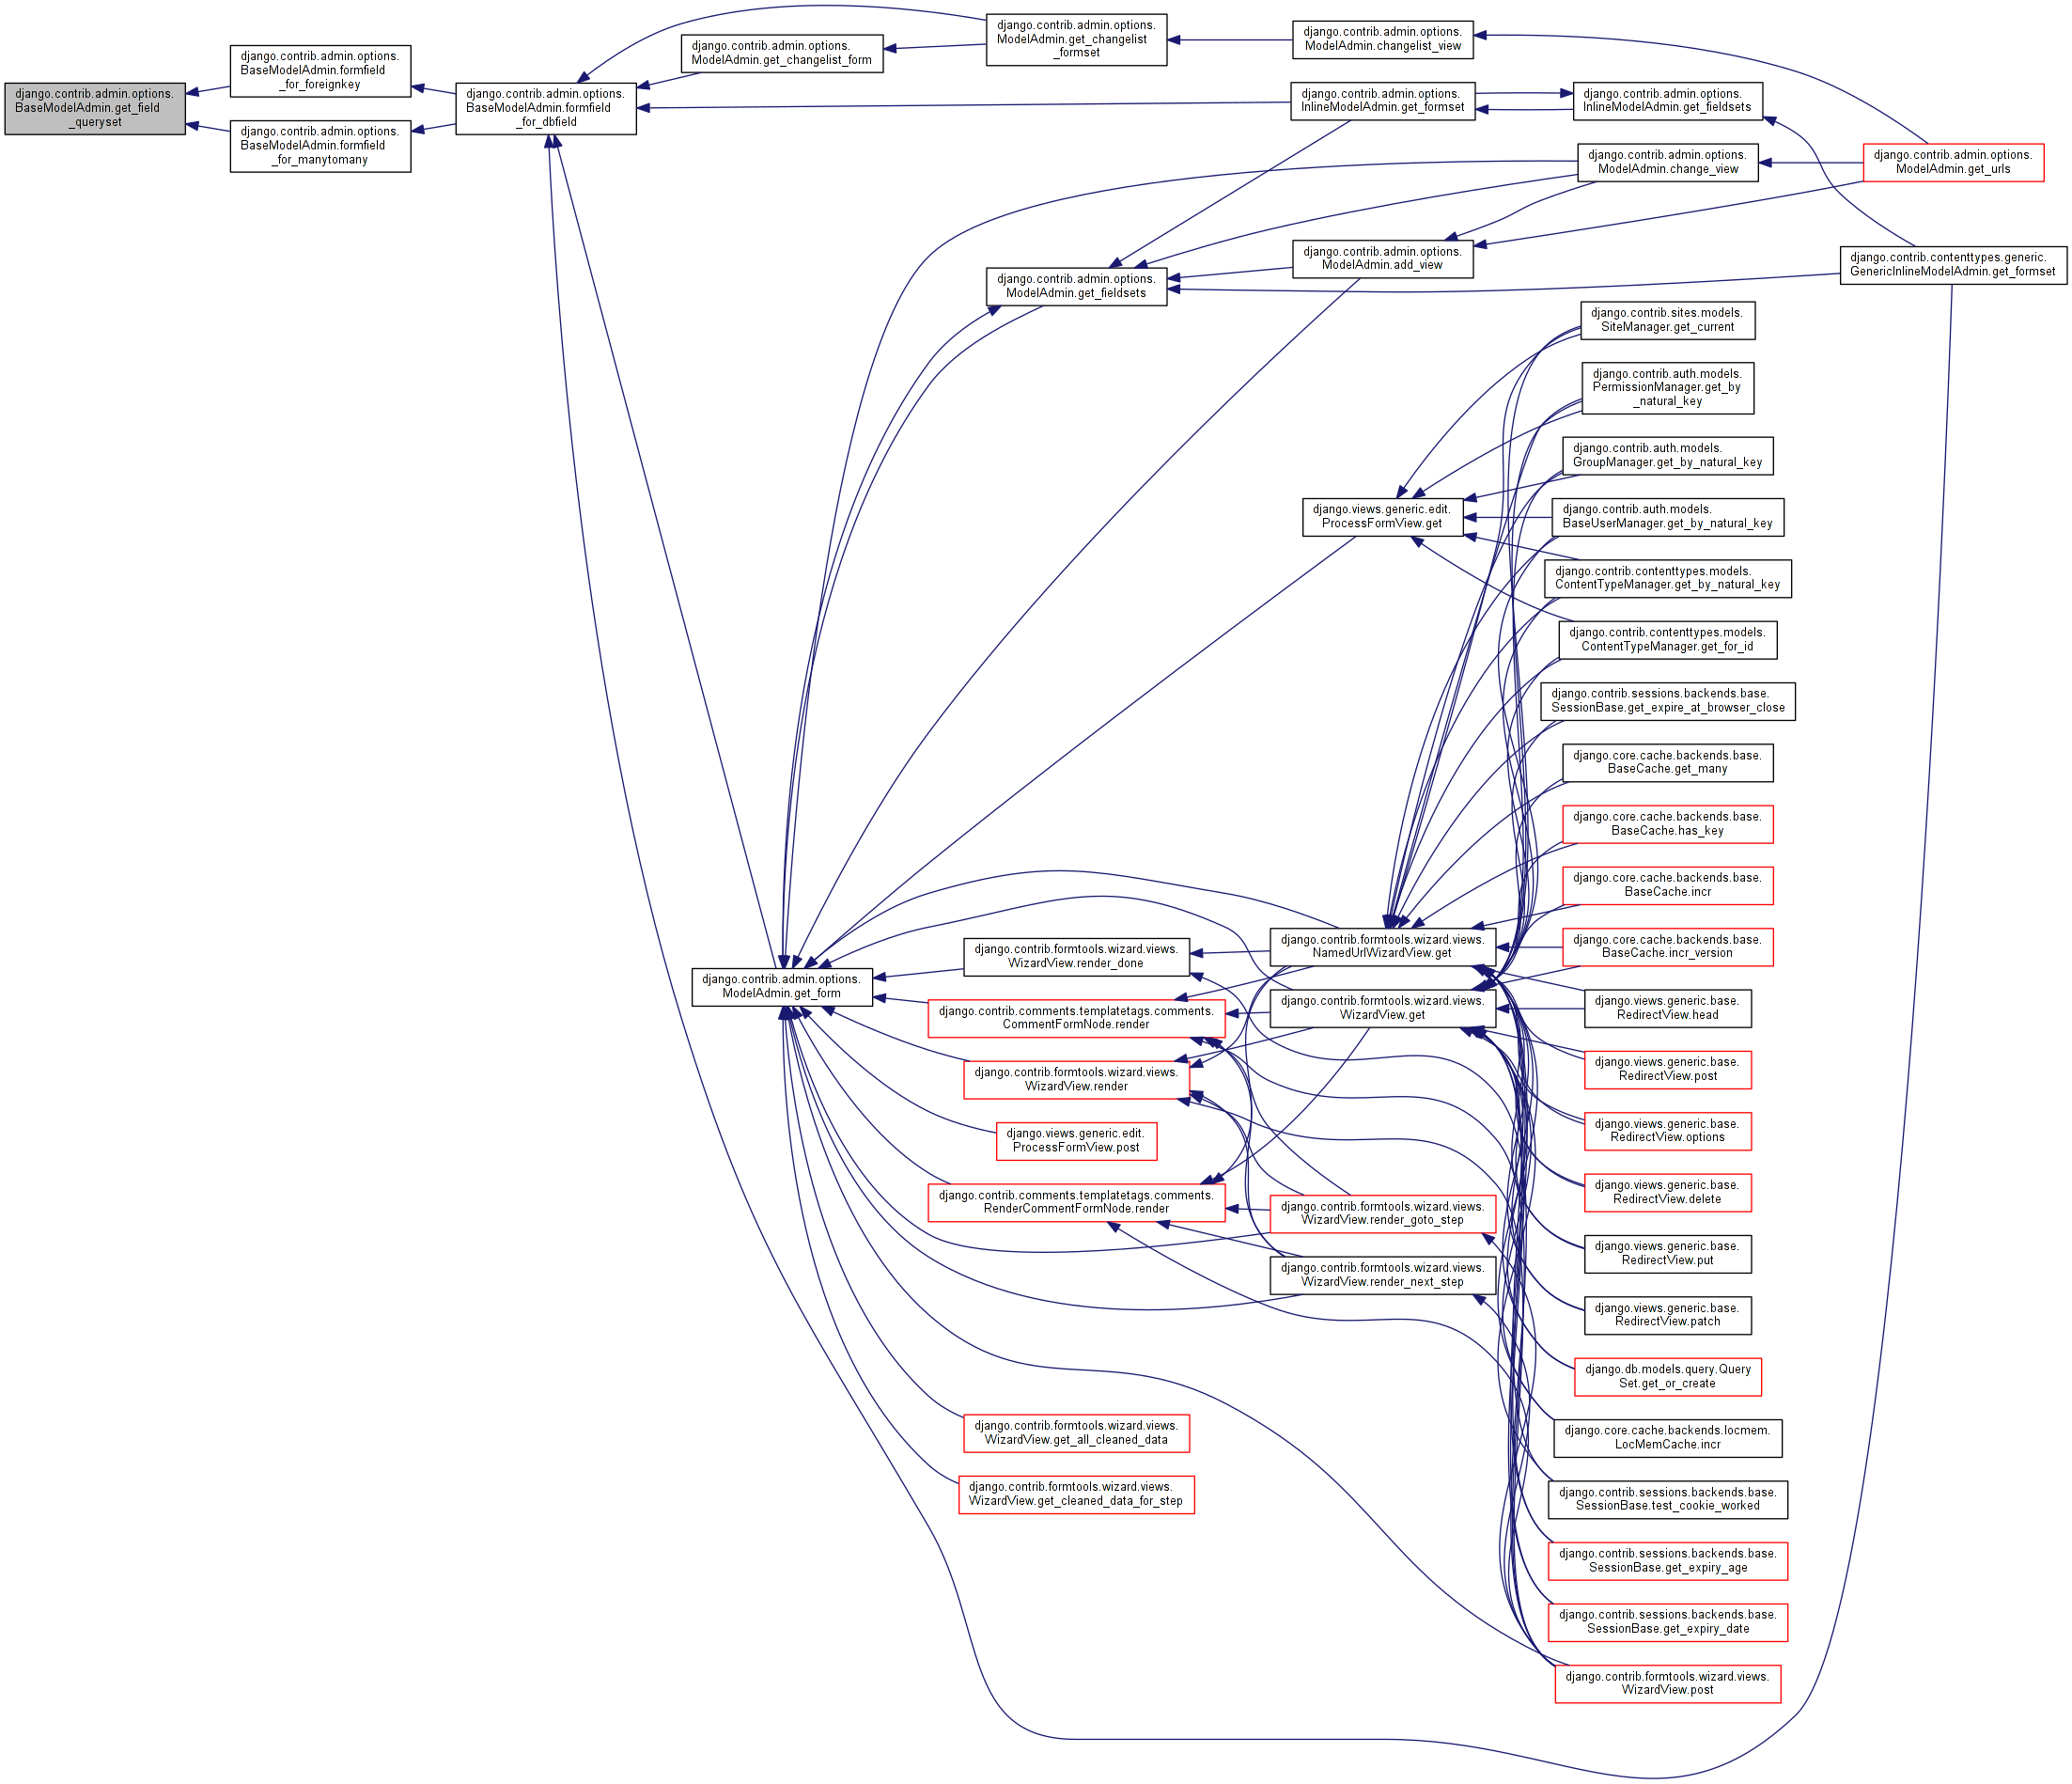 django.contrib.admin.options.
BaseModelAdmin.get_field
_queryset
django.contrib.admin.options.
BaseModelAdmin.formfield
_for_foreignkey
django.contrib.admin.options.
BaseModelAdmin.formfield
_for_manytomany
django.contrib.admin.options.
BaseModelAdmin.formfield
_for_dbfield
django.contrib.admin.options.
ModelAdmin.get_changelist_form
django.contrib.admin.options.
ModelAdmin.get_changelist
_formset
django.contrib.admin.options.
ModelAdmin.changelist_view
django.contrib.admin.options.
InlineModelAdmin.get_formset
django.contrib.admin.options.
InlineModelAdmin.get_fieldsets
django.contrib.admin.options.
ModelAdmin.change_view
django.contrib.admin.options.
ModelAdmin.get_urls
django.contrib.admin.options.
ModelAdmin.add_view
django.contrib.admin.options.
ModelAdmin.get_fieldsets
django.contrib.contenttypes.generic.
GenericInlineModelAdmin.get_formset
django.contrib.sites.models.
SiteManager.get_current
django.contrib.auth.models.
PermissionManager.get_by
_natural_key
django.contrib.auth.models.
GroupManager.get_by_natural_key
django.views.generic.edit.
ProcessFormView.get
django.contrib.auth.models.
BaseUserManager.get_by_natural_key
django.contrib.contenttypes.models.
ContentTypeManager.get_by_natural_key
django.contrib.contenttypes.models.
ContentTypeManager.get_for_id
django.contrib.sessions.backends.base.
SessionBase.get_expire_at_browser_close
django.core.cache.backends.base.
BaseCache.get_many
django.core.cache.backends.base.
BaseCache.has_key
django.core.cache.backends.base.
BaseCache.incr
django.core.cache.backends.base.
BaseCache.incr_version
django.contrib.admin.options.
ModelAdmin.get_form
django.contrib.formtools.wizard.views.
WizardView.render_done
django.contrib.formtools.wizard.views.
NamedUrlWizardView.get
django.contrib.comments.templatetags.comments.
CommentFormNode.render
django.contrib.formtools.wizard.views.
WizardView.get
django.views.generic.base.
RedirectView.head
django.contrib.formtools.wizard.views.
WizardView.render
django.views.generic.base.
RedirectView.post
django.views.generic.edit.
ProcessFormView.post
django.views.generic.base.
RedirectView.options
django.contrib.comments.templatetags.comments.
RenderCommentFormNode.render
django.contrib.formtools.wizard.views.
WizardView.render_goto_step
django.views.generic.base.
RedirectView.delete
django.contrib.formtools.wizard.views.
WizardView.render_next_step
django.views.generic.base.
RedirectView.put
django.views.generic.base.
RedirectView.patch
django.db.models.query.Query
Set.get_or_create
django.contrib.formtools.wizard.views.
WizardView.get_all_cleaned_data
django.core.cache.backends.locmem.
LocMemCache.incr
django.contrib.formtools.wizard.views.
WizardView.get_cleaned_data_for_step
django.contrib.sessions.backends.base.
SessionBase.test_cookie_worked
django.contrib.sessions.backends.base.
SessionBase.get_expiry_age
django.contrib.sessions.backends.base.
SessionBase.get_expiry_date
django.contrib.formtools.wizard.views.
WizardView.post